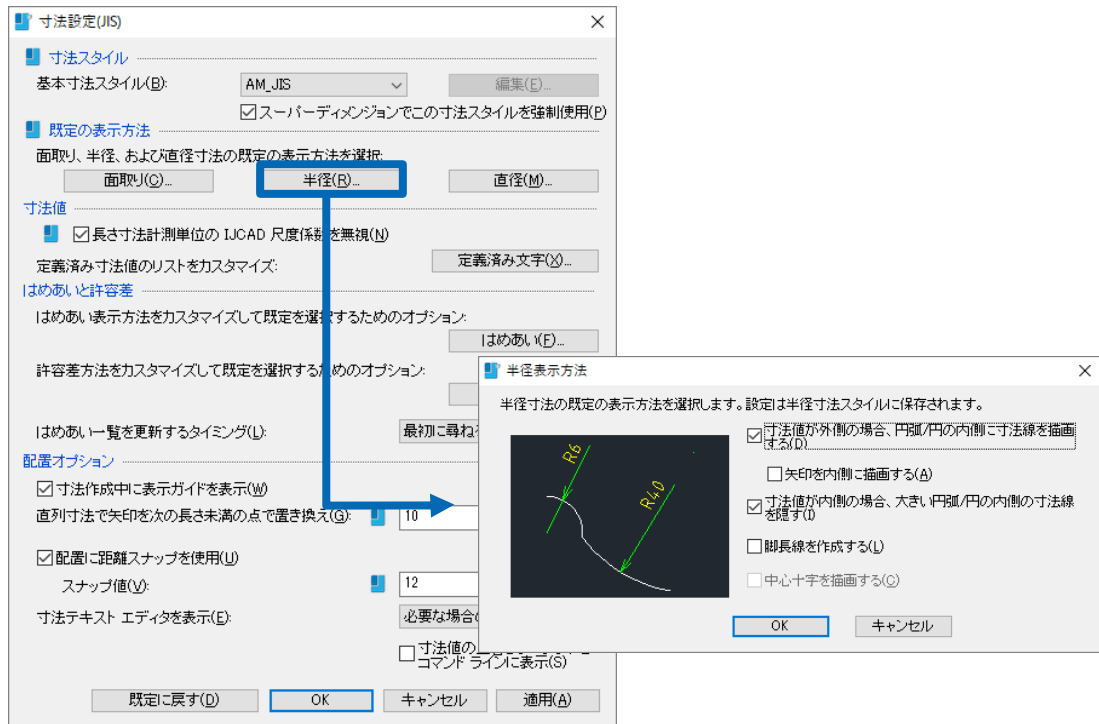 寸法設定(JIS)
寸法スタイル
基本寸法スタイル(B):
AM_JIS
編集(E)...
スーパーディメンジョンでこの寸法スタイルを強制使用(P)
既定の表示方法
面取り、半径、および直径寸法の既定の表示方法を選択:
面取り(C)...
半径(R)...
直径(M)...
寸法値
長さ寸法計測単位の IJCAD 尺度係数を無視(N)
定義済み寸法値のリストをカスタマイズ:
定義済み文字(X)...
はめあいと許容差
はめあい表示方法をカスタマイズして既定を選択するためのオプション:
はめあい(F)...
許容差方法をカスタマイズして既定を選択するためのオプション:
はめあい一覧を更新するタイミング(L):
最初に尋ね
配置オプション
寸法作成中に表示ガイドを表示(W)
直列寸法で矢印を次の長さ未満の点で置き換え(G):
10
配置に距離スナップを使用(U)
スナップ値(V):
12
寸法テキスト エディタを表示(E):
必要な場合
寸法値の
コマンド ラインに表示(S)
既定に戻す(D)
OK
キャンセル
適用(A)
半径表示方法
半径寸法の既定の表示方法を選択します。設定は半径寸法スタイルに保存されます。
R6
R40
寸法値が外側の場合、円弧/円の内側に寸法線を描画
する(D)
矢印を内側に描画する(A)
寸法値が内側の場合、大きい円弧/円の内側の寸法線
を隠す(I)
脚長線を作成する(L)
中心十字を描画する(C)
OK
キャンセル